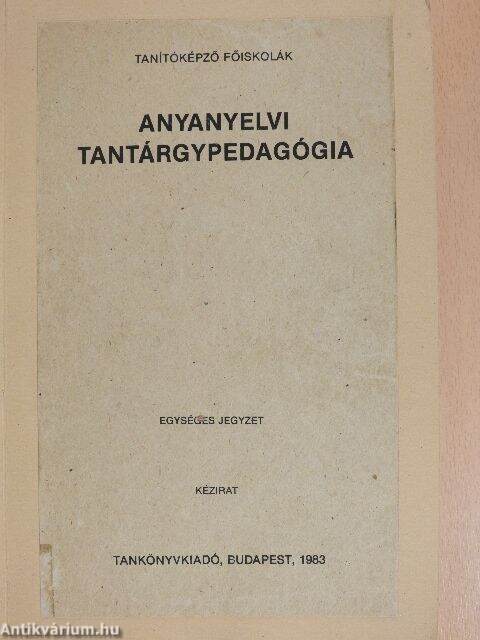 TANÍTÓKÉPZŐ FŐISKOLÁK
ANYANYELVI
TANTÁRGYPEDAGÓGIA
EGYSÉGES JEGYZET
KÉZIRAT
TANKÖNYVKIADÓ, BUDAPEST, 1983
Antikvárium.hu